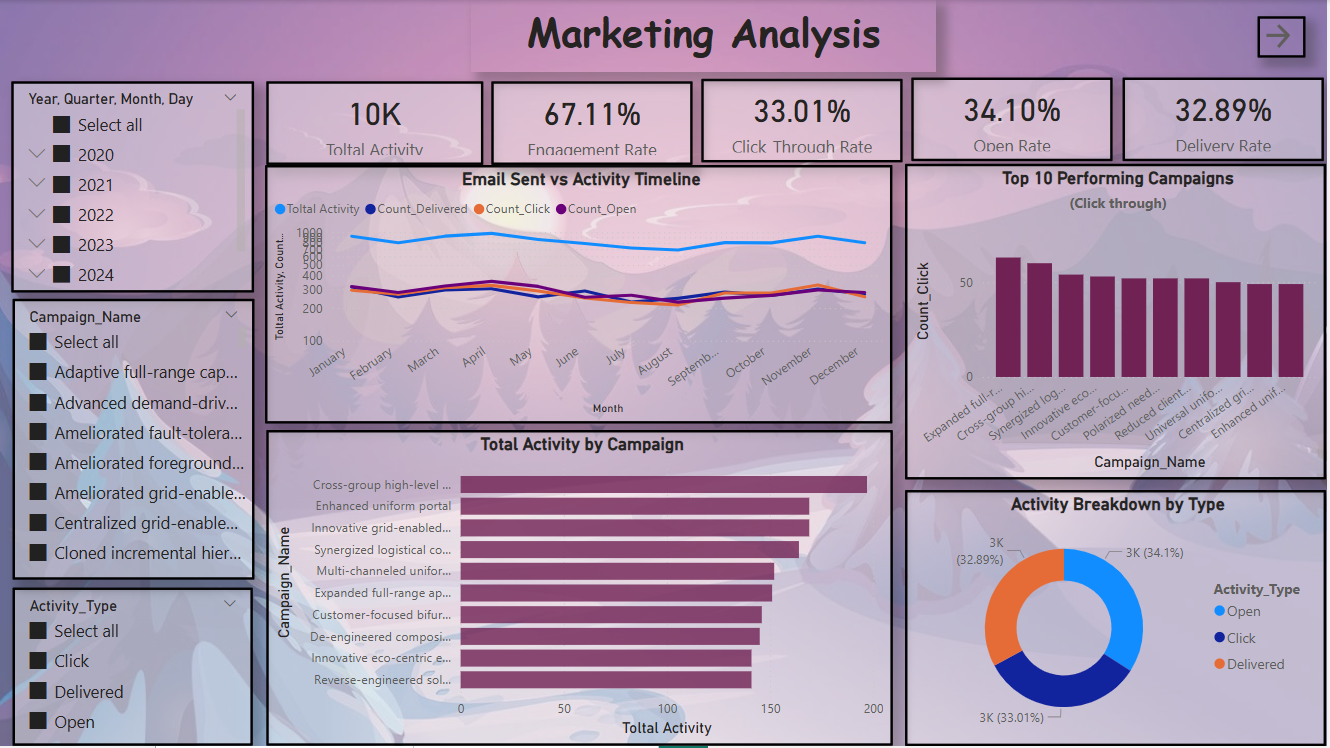 Marketing Analysis
Year, Quarter, Month, Day
Select all
2020
2021
2022
2023
2024
Campaign_Name
Select all
Adaptive full-range cap...
Advanced demand-driv...
Ameliorated fault-tolera...
Ameliorated foreground...
Ameliorated grid-enable...
Centralized grid-enable...
Cloned incremental hier...
Activity_Type
Select all
Click
Delivered
Open
10K
Toltal Activity
67.11%
Engagement Rate
33.01%
Click Through Rate
34.10%
Open Rate
32.89%
Delivery Rate
Email Sent vs Activity Timeline
Toltal Activity Count_Delivered Count_Click Count_Open
Toltal Activity, Count...
1000
600
500
400
300
200
100
January
February
March
April
May
June
July
August
Septemb...
October
November
December
Month
Total Activity by Campaign
Campaign_Name
Cross-group high-level ...
Enhanced uniform portal
Innovative grid-enabled...
Synergized logistical co...
Multi-channeled unifor...
Expanded full-range ap...
Customer-focused bifur...
De-engineered composi...
Innovative eco-centric e...
Reverse-engineered sol...
0 50 100 150 200
Toltal Activity
Top 10 Performing Campaigns
(Click through)
Count_Click
50
0
Expanded full-r...
Cross-group hi...
Synergized log...
Innovative eco...
Customer-focu...
Polarized need...
Reduced client...
Universal unifo...
Centralized gri...
Enhanced unif...
Campaign_Name
Activity Breakdown by Type
3K
(32.89%)
3K (34.1%)
3K (33.01%)
Activity_Type
Open
Click
Delivered